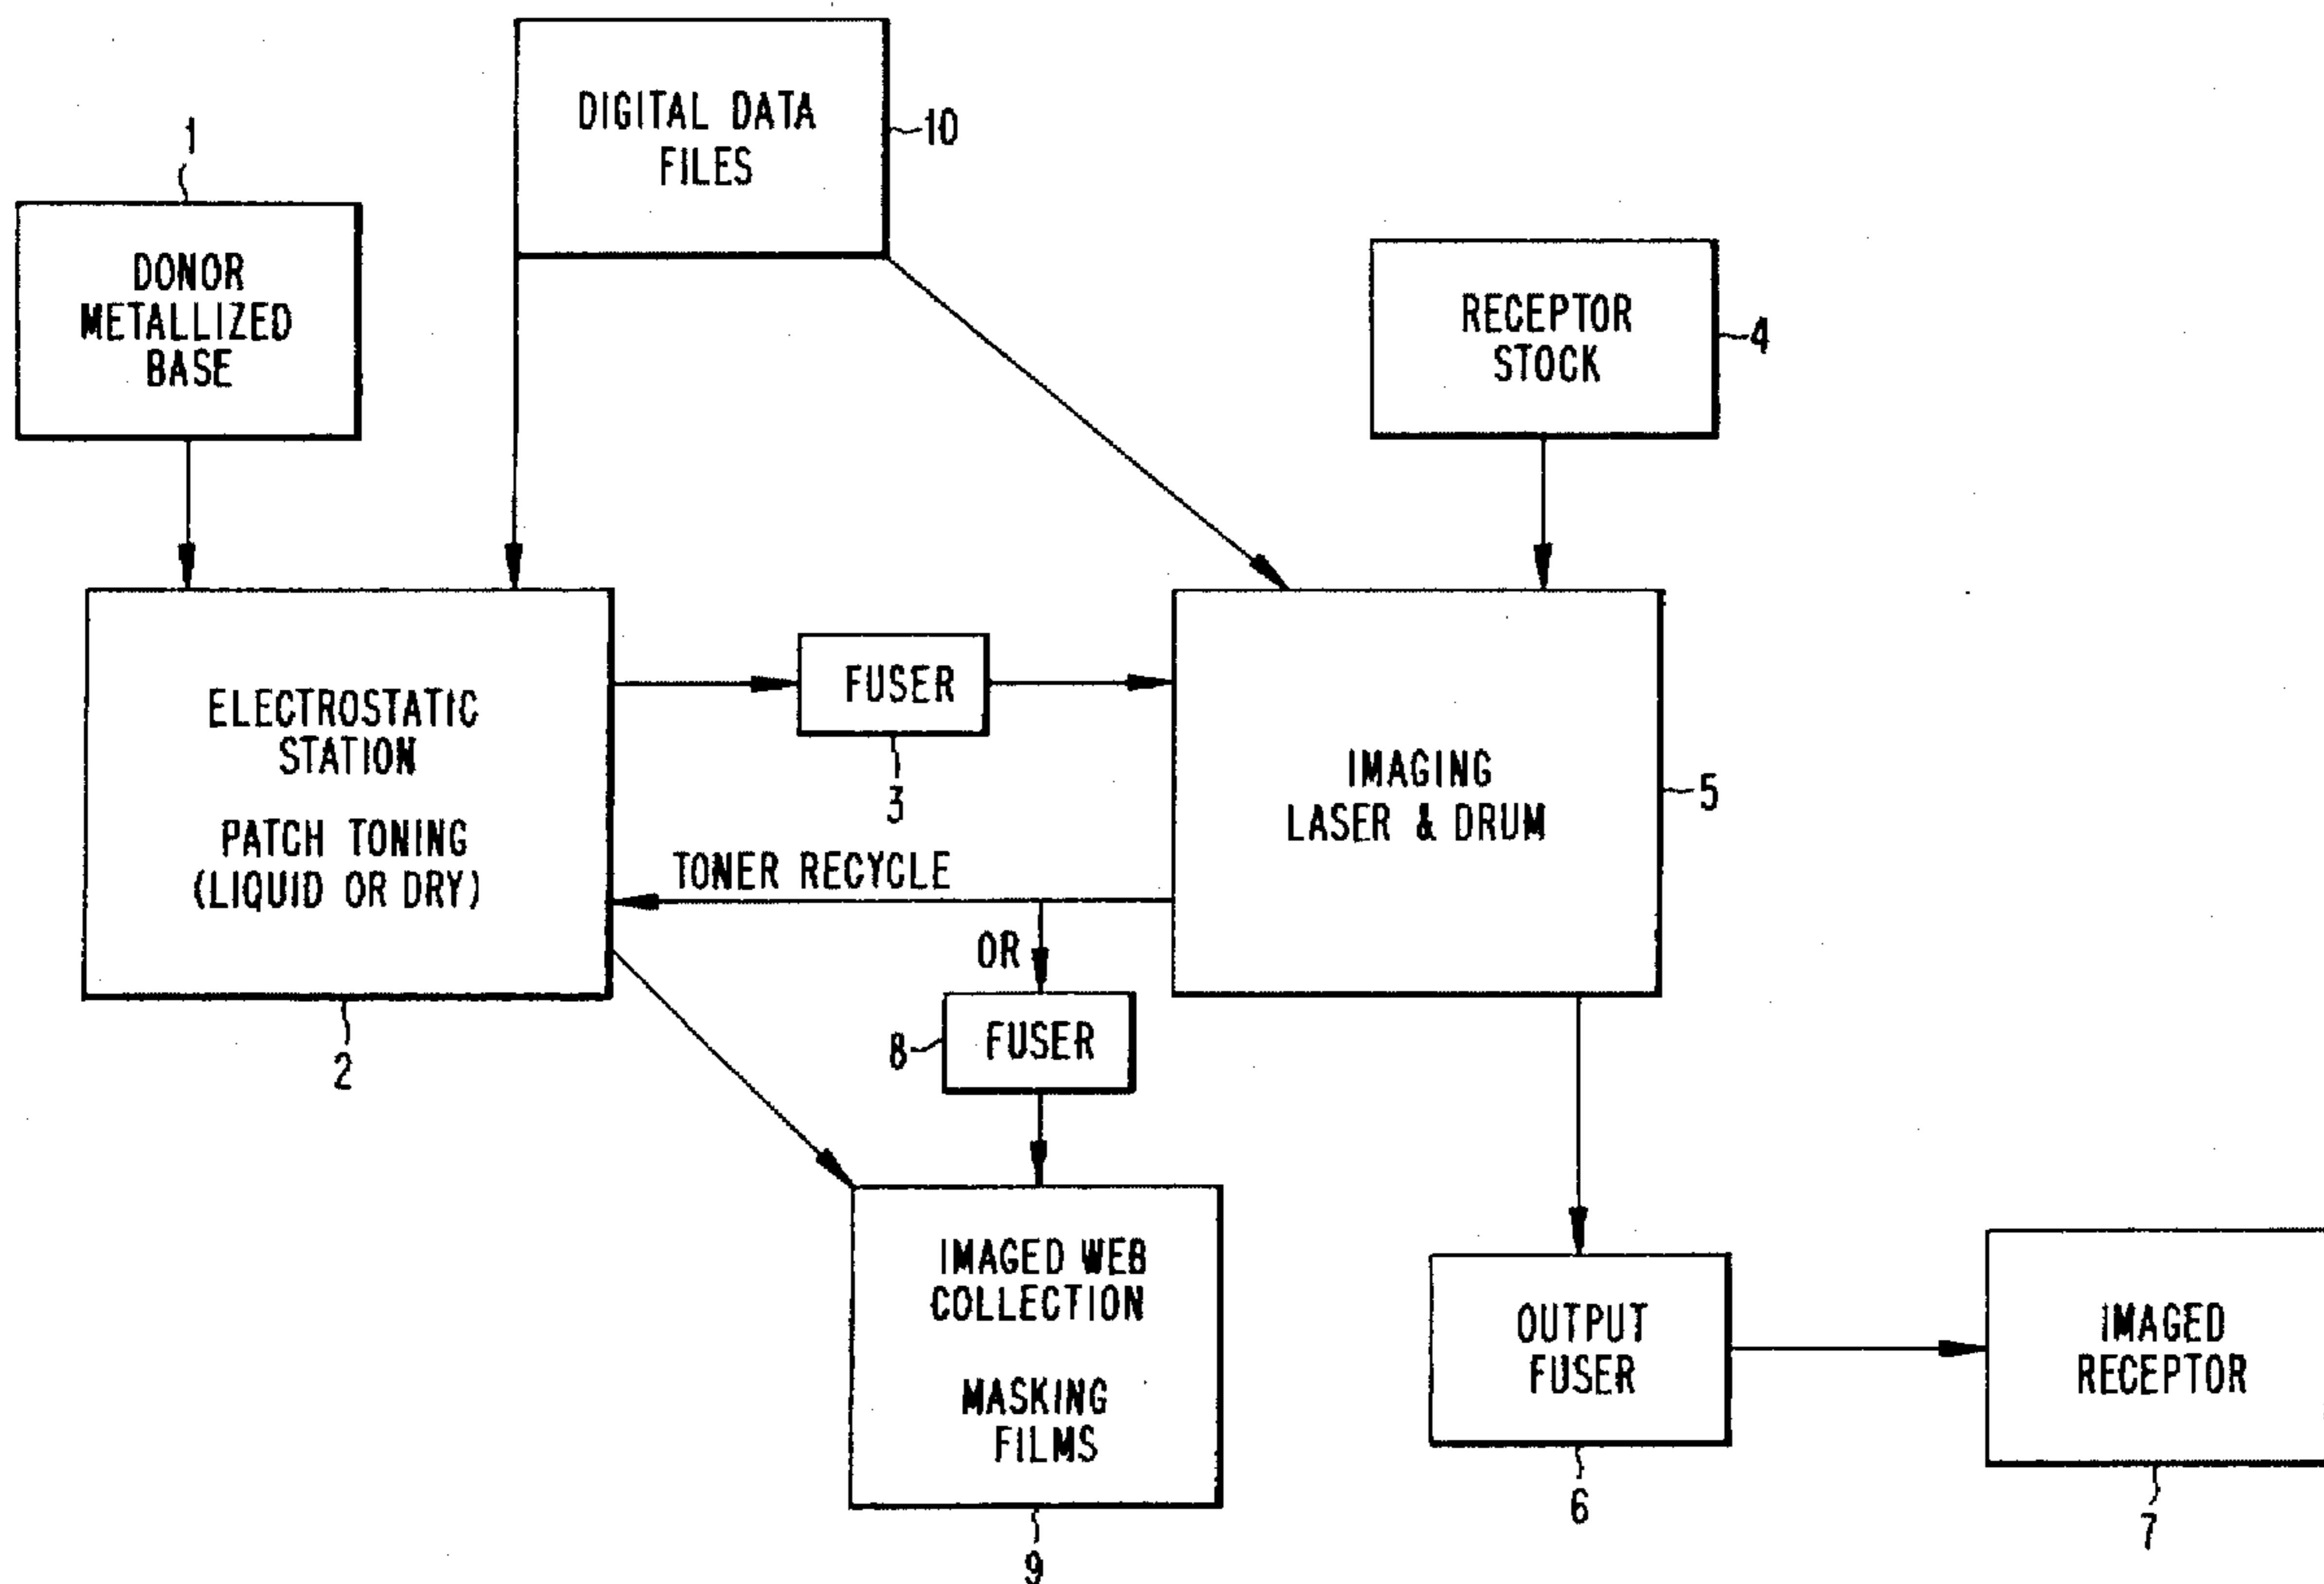 DIGITAL DATA
FILES
10
1
DONOR
METALLIZED
BASE
RECEPTOR
STOCK
4
ELECTROSTATIC
STATION
PATCH TONING
(LIQUID OR DRY)
2
FUSER
3
IMAGING
LASER & DRUM
5
TONER RECYCLE
OR
8
FUSER
IMAGED WEB
COLLECTION
MASKING
FILMS
9
OUTPUT
FUSER
6
IMAGED
RECEPTOR
7